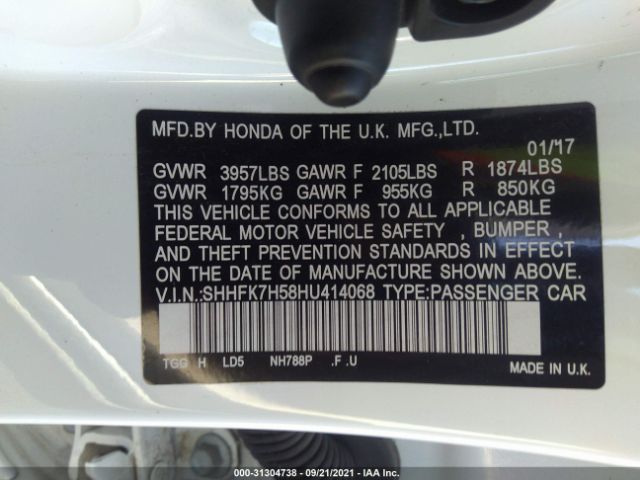 MFD.BY HONDA OF THE U.K. MFG.,LTD.
01/17
GVWR 3957LBS GAWR F 2105LBS R 1874LBS
GVWR 1795KG GAWR F 955KG R 850KG
THIS VEHICLE CONFORMS TO ALL APPLICABLE
FEDERAL MOTOR VEHICLE SAFETY , BUMPER ,
AND THEFT PREVENTION STANDARDS IN EFFECT
ON THE DATE OF MANUFACTURE SHOWN ABOVE.
V.I.N.:SHHFK7H58HU414068 TYPE:PASSENGER CAR
TGG H LD5 NH788P .F .U
MADE IN U.K.
000-31304738 - 09/21/2021 - IAA Inc.